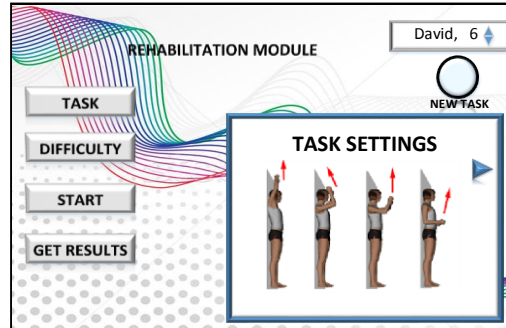 David, 6
REHABILITATION MODULE
NEW TASK
TASK
DIFFICULTY
START
GET RESULTS
TASK SETTINGS